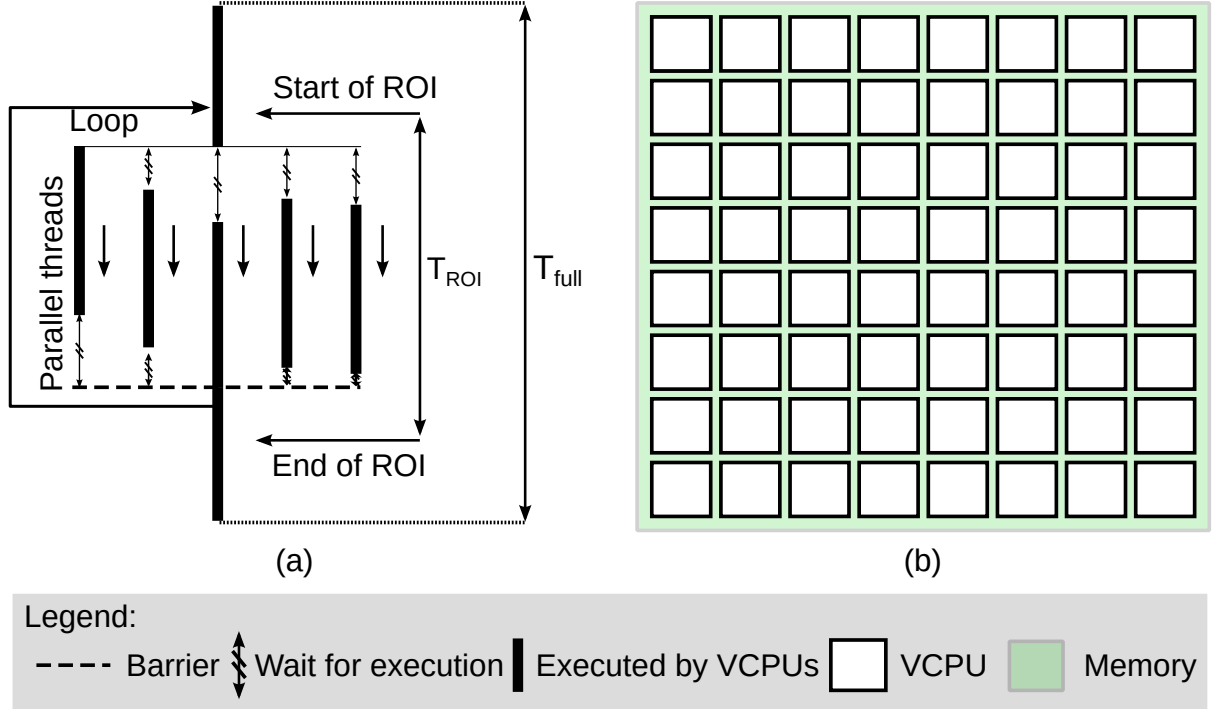 Start of ROI
Loop
Parallel threads
T_ROI
T_full
End of ROI
(a)
(b)
Legend:
Barrier
Wait for execution
Executed by VCPUs
VCPU
Memory